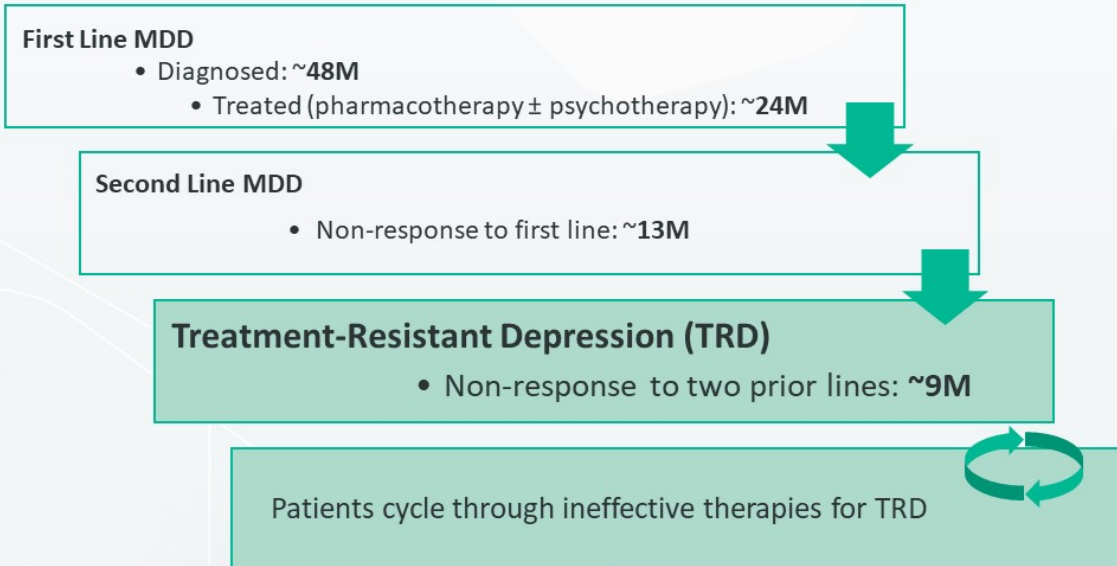 First Line MDD
• Diagnosed: ~48M
• Treated (pharmacotherapy ± psychotherapy): ~24M
Second Line MDD
• Non-response to first line: ~13M
Treatment-Resistant Depression (TRD)
• Non-response to two prior lines: ~9M
Patients cycle through ineffective therapies for TRD